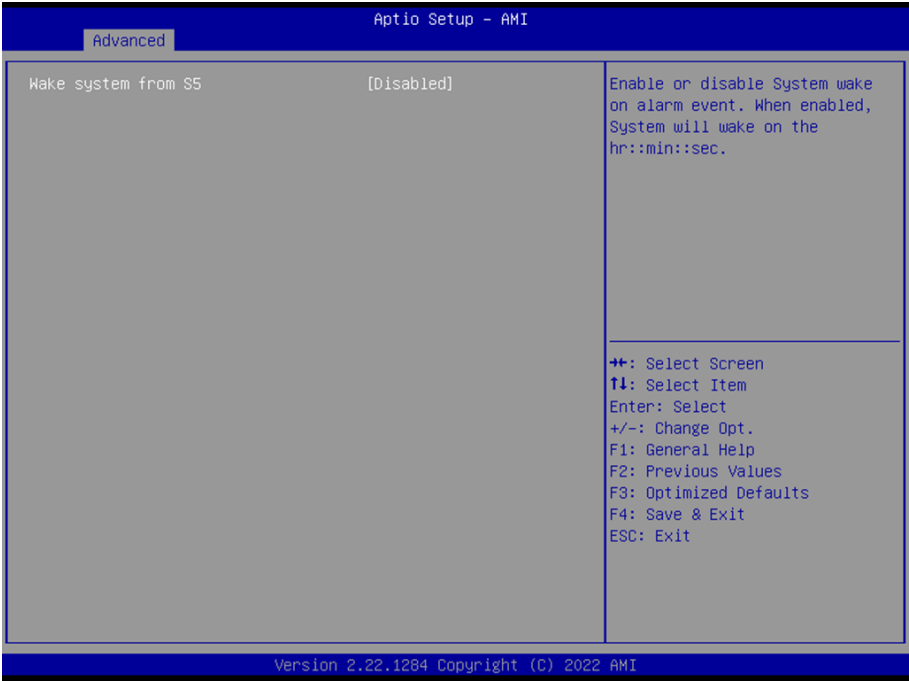 Aptio Setup – AMI
Advanced
Wake system from S5 [Disabled]
Enable or disable System wake
on alarm event. When enabled,
System will wake on the
hr::min::sec.
→←: Select Screen
↑↓: Select Item
Enter: Select
+/-: Change Opt.
F1: General Help
F2: Previous Values
F3: Optimized Defaults
F4: Save & Exit
ESC: Exit
Version 2.22.1284 Copyright (C) 2022 AMI